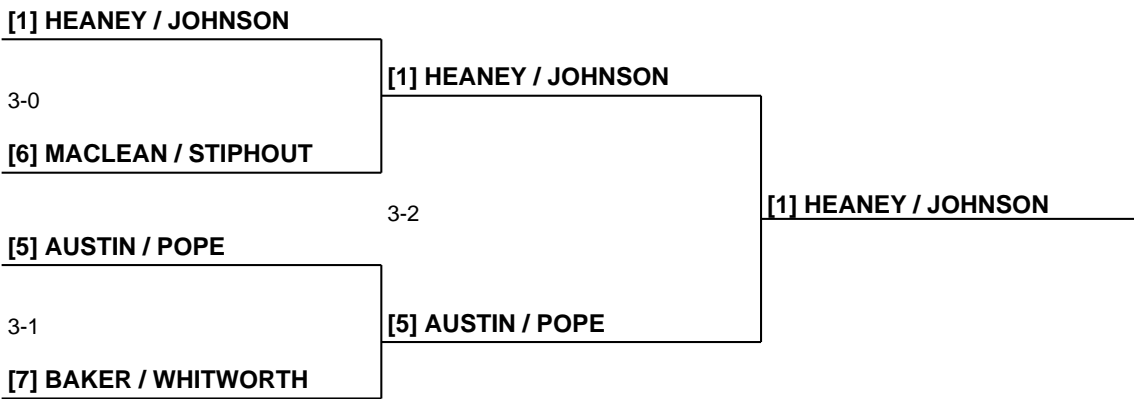 [1] HEANEY / JOHNSON
3-0
[6] MACLEAN / STIPHOUT
[5] AUSTIN / POPE
3-1
[7] BAKER / WHITWORTH
[1] HEANEY / JOHNSON
3-2
[5] AUSTIN / POPE
[1] HEANEY / JOHNSON